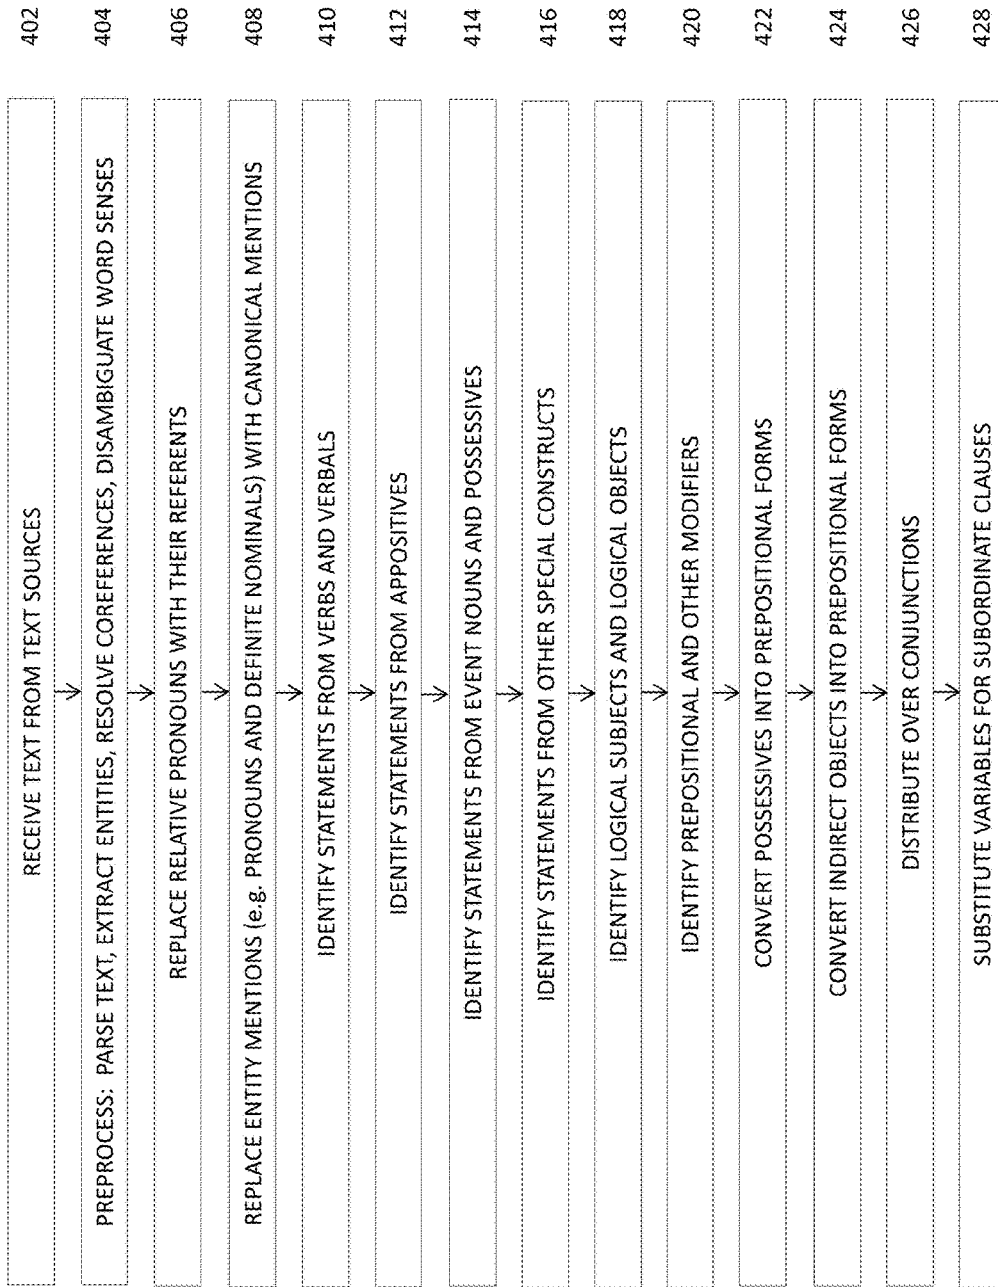 RECEIVE TEXT FROM TEXT SOURCES 402
PREPROCESS: PARSE TEXT, EXTRACT ENTITIES, RESOLVE COREFERENCES, DISAMBIGUATE WORD SENSES 404
REPLACE RELATIVE PRONOUNS WITH THEIR REFERENTS 406
REPLACE ENTITY MENTIONS (e.g. PRONOUNS AND DEFINITE NOMINALS) WITH CANONICAL MENTIONS 408
IDENTIFY STATEMENTS FROM VERBS AND VERBALS 410
IDENTIFY STATEMENTS FROM APPOSITIVES 412
IDENTIFY STATEMENTS FROM EVENT NOUNS AND POSSESSIVES 414
IDENTIFY STATEMENTS FROM OTHER SPECIAL CONSTRUCTS 416
IDENTIFY LOGICAL SUBJECTS AND LOGICAL OBJECTS 418
IDENTIFY PREPOSITIONAL AND OTHER MODIFIERS 420
CONVERT POSSESSIVES INTO PREPOSITIONAL FORMS 422
CONVERT INDIRECT OBJECTS INTO PREPOSITIONAL FORMS 424
DISTRIBUTE OVER CONJUNCTIONS 426
SUBSTITUTE VARIABLES FOR SUBORDINATE CLAUSES 428